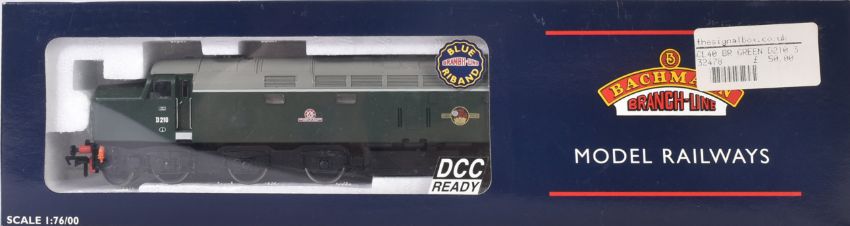 BLUE
BRANCH-LINE
RIBAND
D210
DCC
READY
SCALE 1:76/00
thesignalbox.co.uk
CL40 BR GREEN D210 3
32478 £ 50.00
BACHMANN
BRANCH-LINE
MODEL RAILWAYS